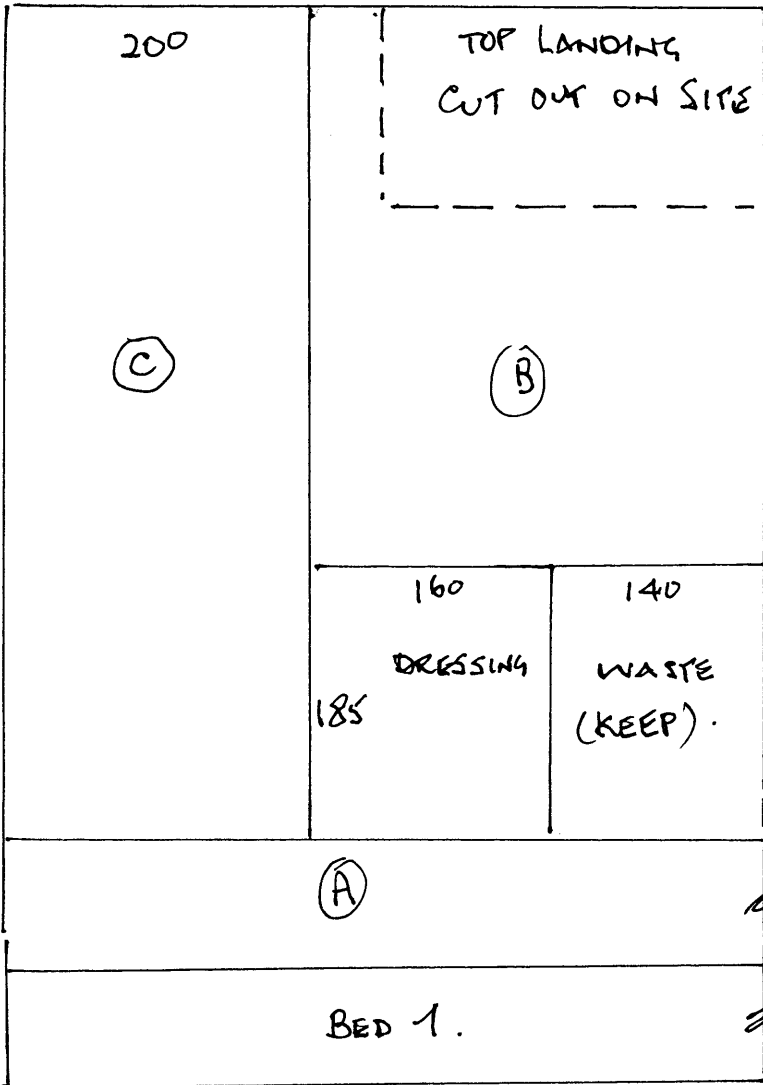 200
TOP LANDING
CUT OUT ON SITE
C
B
160
140
DRESSING
WASTE
185
(KEEP).
A
BED 1.